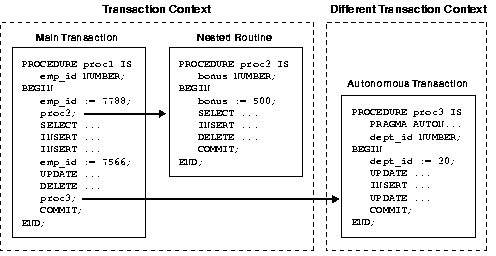 Transaction Context
Different Transaction Context
Main Transaction
PROCEDURE proc1 IS
emp_id NUMBER;
BEGIN
emp_id := 7788;
proc2;
SELECT ...
INSERT ...
INSERT ...
emp_id := 7566;
UPDATE ...
DELETE ...
proc3;
COMMIT;
END;
Nested Routine
PROCEDURE proc2 IS
bonus NUMBER;
BEGIN
bonus := 500;
SELECT ...
INSERT ...
DELETE ...
COMMIT;
END;
Autonomous Transaction
PROCEDURE proc3 IS
PRAGMA AUTON...
dept_id NUMBER;
BEGIN
dept_id := 20;
UPDATE ...
INSERT ...
UPDATE ...
COMMIT;
END;